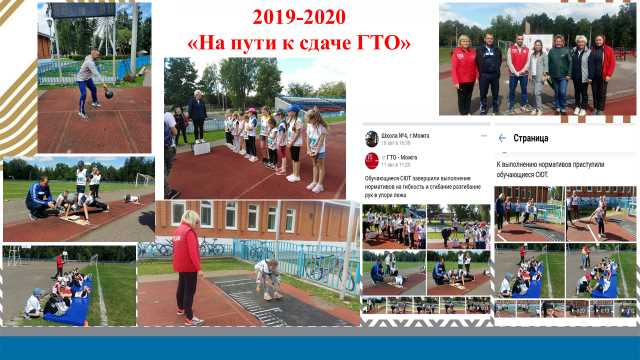 2019-2020
«На пути к сдаче ГТО»
Школа №4, г.Можга
ГТО - Можга
Обучающиеся СЮТ завершили выполнение
нормативов на гибкость и сгибание разгебание
рук в упоре лежа
Страница
К выполнению нормативов приступили
обучающиеся СЮТ.